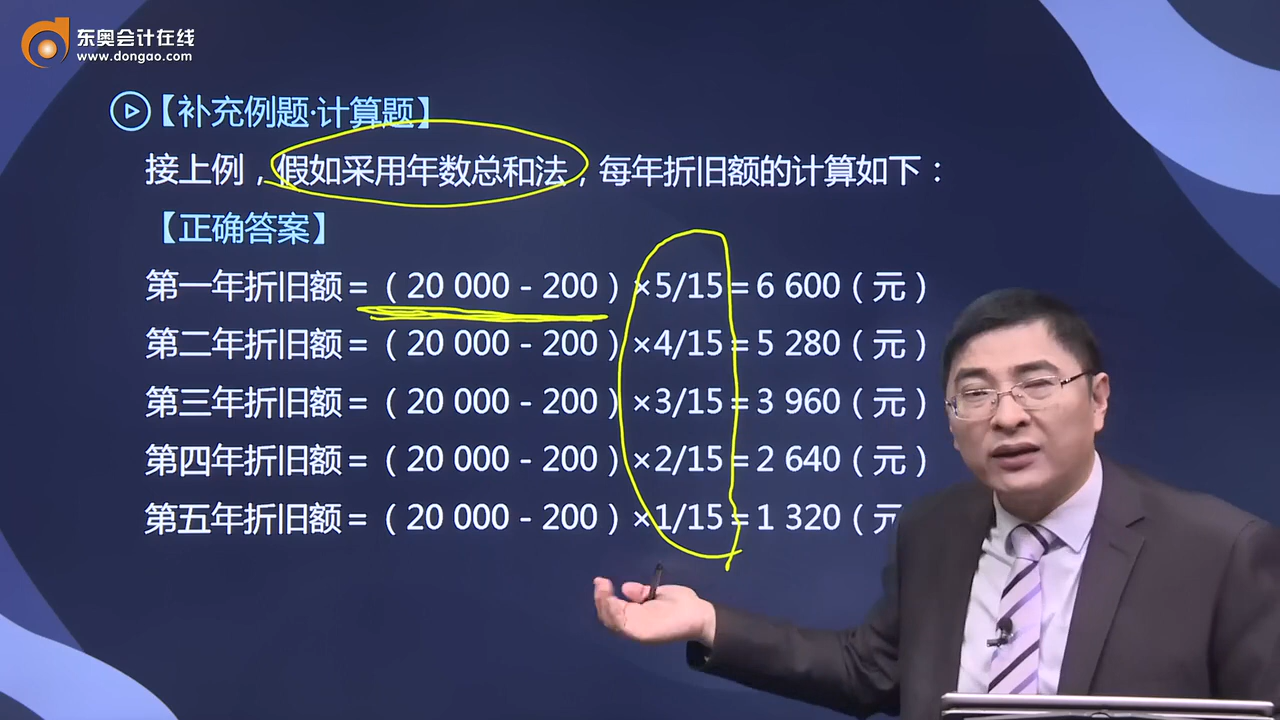 东奥会计在线
www.dongao.com
【补充例题·计算题】
接上例，假如采用年数总和法，每年折旧额的计算如下：
【正确答案】
第一年折旧额＝（20 000－200）×5/15＝6 600（元）
第二年折旧额＝（20 000－200）×4/15＝5 280（元）
第三年折旧额＝（20 000－200）×3/15＝3 960（元）
第四年折旧额＝（20 000－200）×2/15＝2 640（元）
第五年折旧额＝（20 000－200）×1/15＝1 320（元